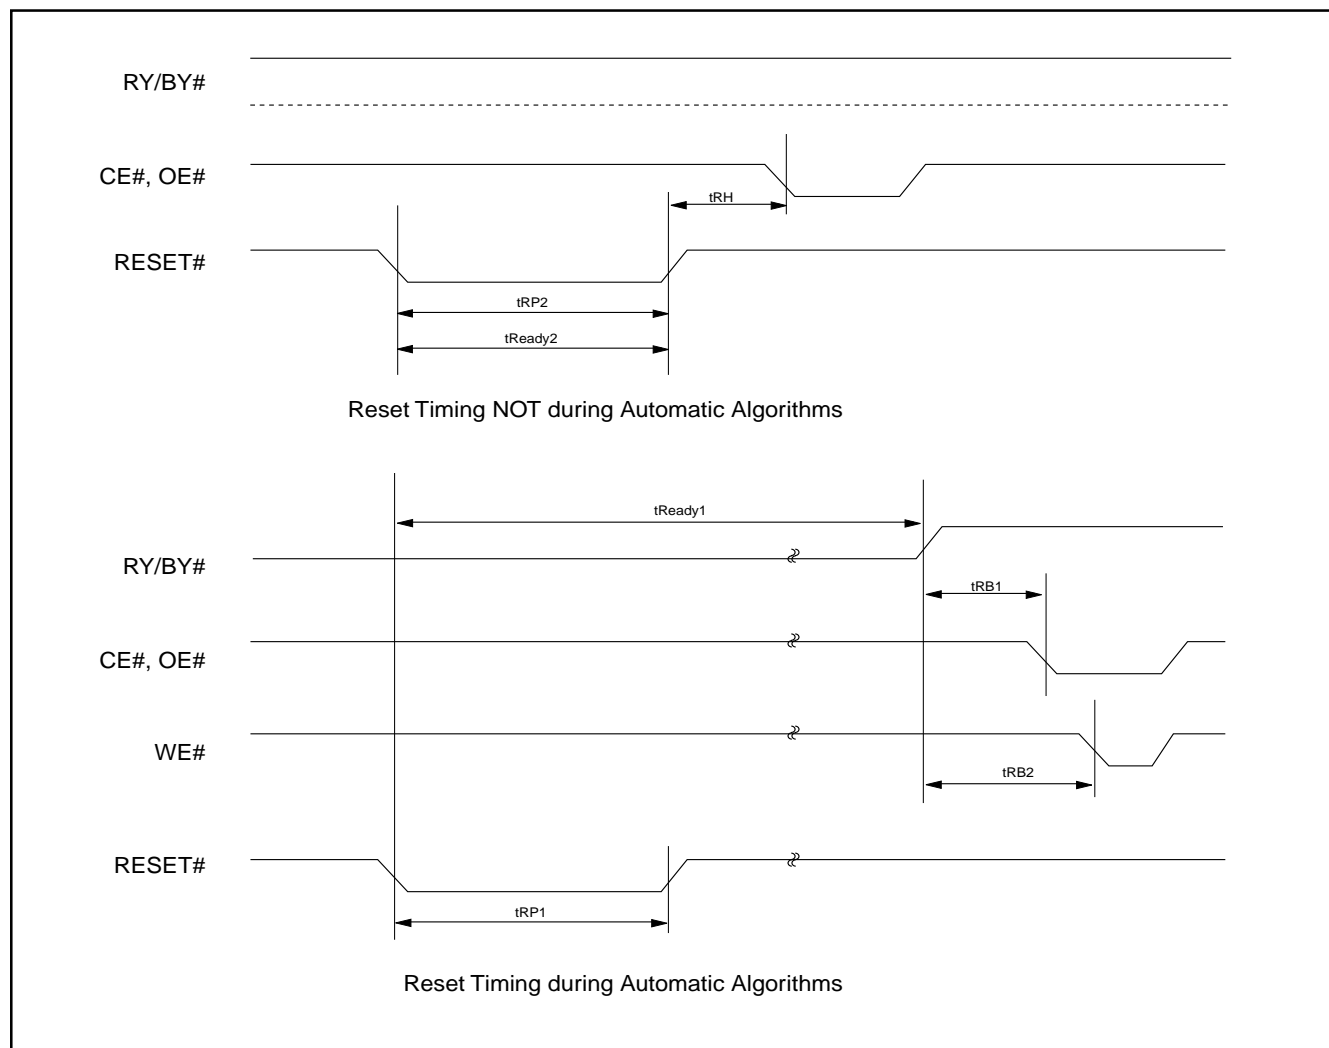 RY/BY#
CE#, OE#
tRH
RESET#
tRP2
tReady2
Reset Timing NOT during Automatic Algorithms
tReady1
RY/BY#
tRB1
CE#, OE#
WE#
tRB2
RESET#
tRP1
Reset Timing during Automatic Algorithms